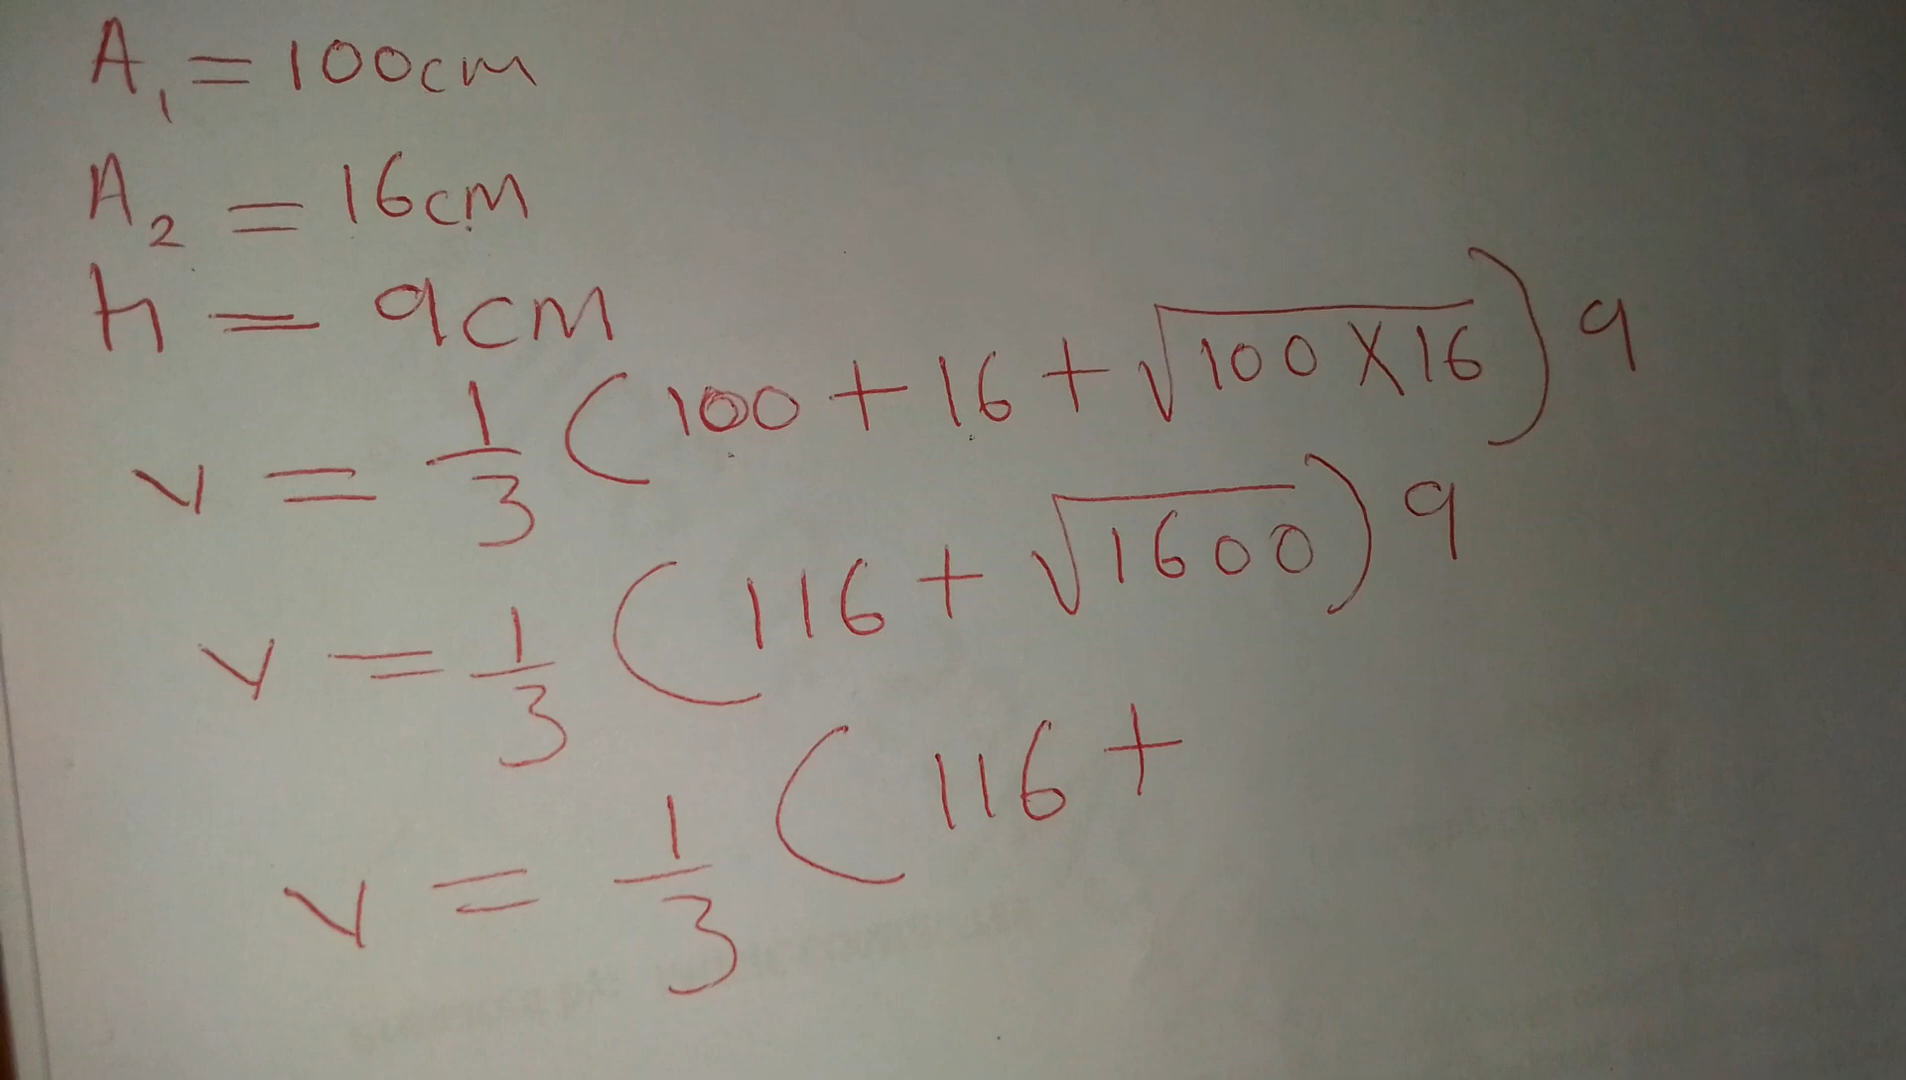 A₁ = 100cm
A₂ = 16cm
h = 9cm
v = 1/3 (100 + 16 + √(100 × 16)) 9
v = 1/3 (116 + √1600) 9
v = 1/3 (116 +